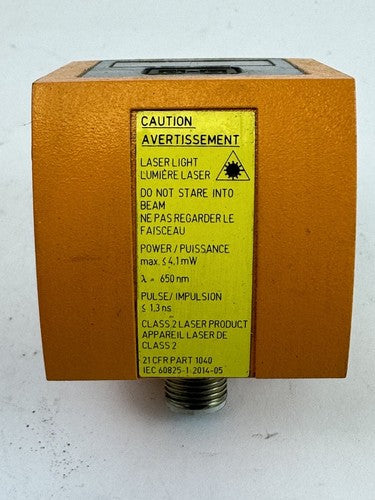 CAUTION
AVERTISSEMENT
LASER LIGHT
LUMIÈRE LASER
DO NOT STARE INTO
BEAM
NE PAS REGARDER LE
FAISCEAU
POWER / PUISSANCE
max. ≤ 4,1 mW
λ = 650 nm
PULSE/ IMPULSION
≤ 1,3 ns
CLASS 2 LASER PRODUCT
APPAREIL LASER DE
CLASS 2
21 CFR PART 1040
IEC 60825-1 2014-05